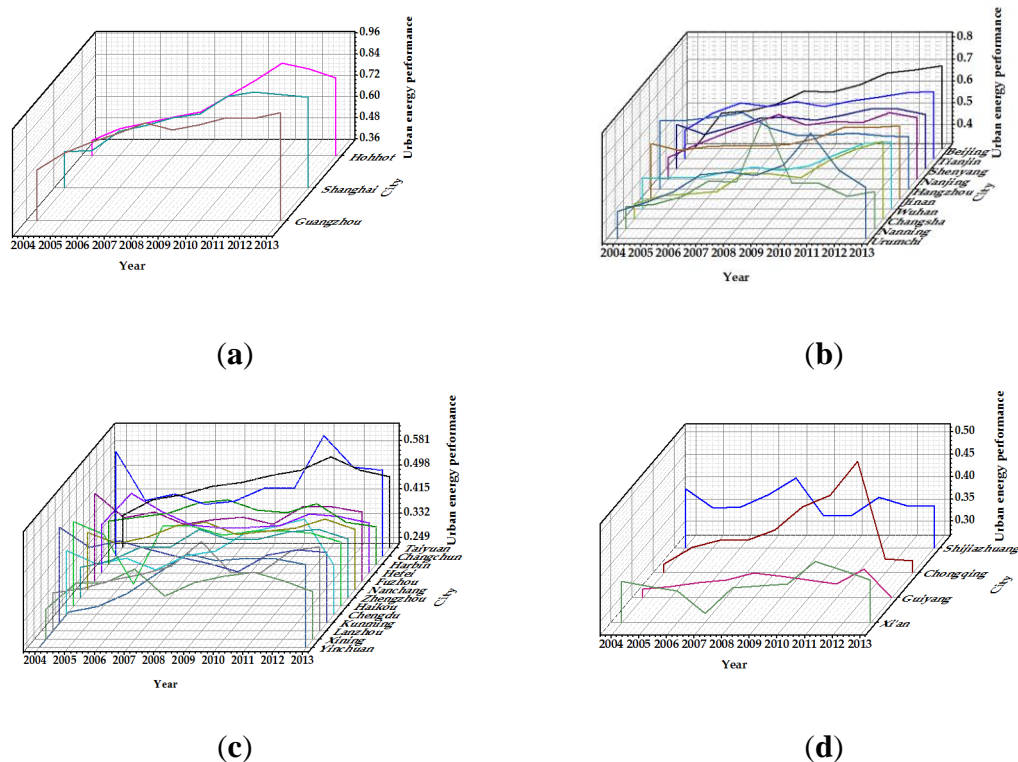 0.96
0.84
0.72
0.60
0.48
0.36
Urban energy performance
Hohhot
Shanghai
Guangzhou
City
2004 2005 2006 2007 2008 2009 2010 2011 2012 2013
Year
(a)
0.8
0.7
0.6
0.5
0.4
Urban energy performance
Beijing
Tianjin
Shenyang
Nanjing
Hangzhou
Jinan
Wuhan
Changsha
Nanning
Urumchi
City
2004 2005 2006 2007 2008 2009 2010 2011 2012 2013
Year
(b)
0.581
0.498
0.415
0.332
0.249
Urban energy performance
Taiyuan
Changchun
Harbin
Hefei
Fuzhou
Nanchang
Zhengzhou
Haikou
Chengdu
Kunming
Lanzhou
Xining
Yinchuan
City
2004 2005 2006 2007 2008 2009 2010 2011 2012 2013
Year
(c)
0.50
0.45
0.40
0.35
0.30
Urban energy performance
Shijiazhuang
Chongqing
Guiyang
Xi'an
City
2004 2005 2006 2007 2008 2009 2010 2011 2012 2013
Year
(d)